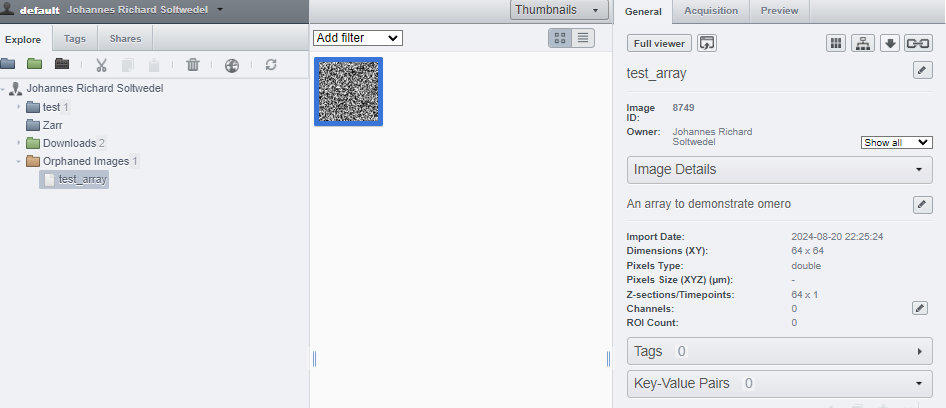 default Johannes Richard Soltwedel
Explore Tags Shares
Johannes Richard Soltwedel
test 1
Zarr
Downloads 2
Orphaned Images 1
test_array
Thumbnails
Add filter
General Acquisition Preview
Full viewer
test_array
Image ID: 8749
Owner: Johannes Richard Soltwedel
Show all
Image Details
An array to demonstrate omero
Import Date: 2024-08-20 22:25:24
Dimensions (XY): 64 x 64
Pixels Type: double
Pixels Size (XYZ) (µm): -
Z-sections/Timepoints: 64 x 1
Channels: 0
ROI Count: 0
Tags 0
Key-Value Pairs 0